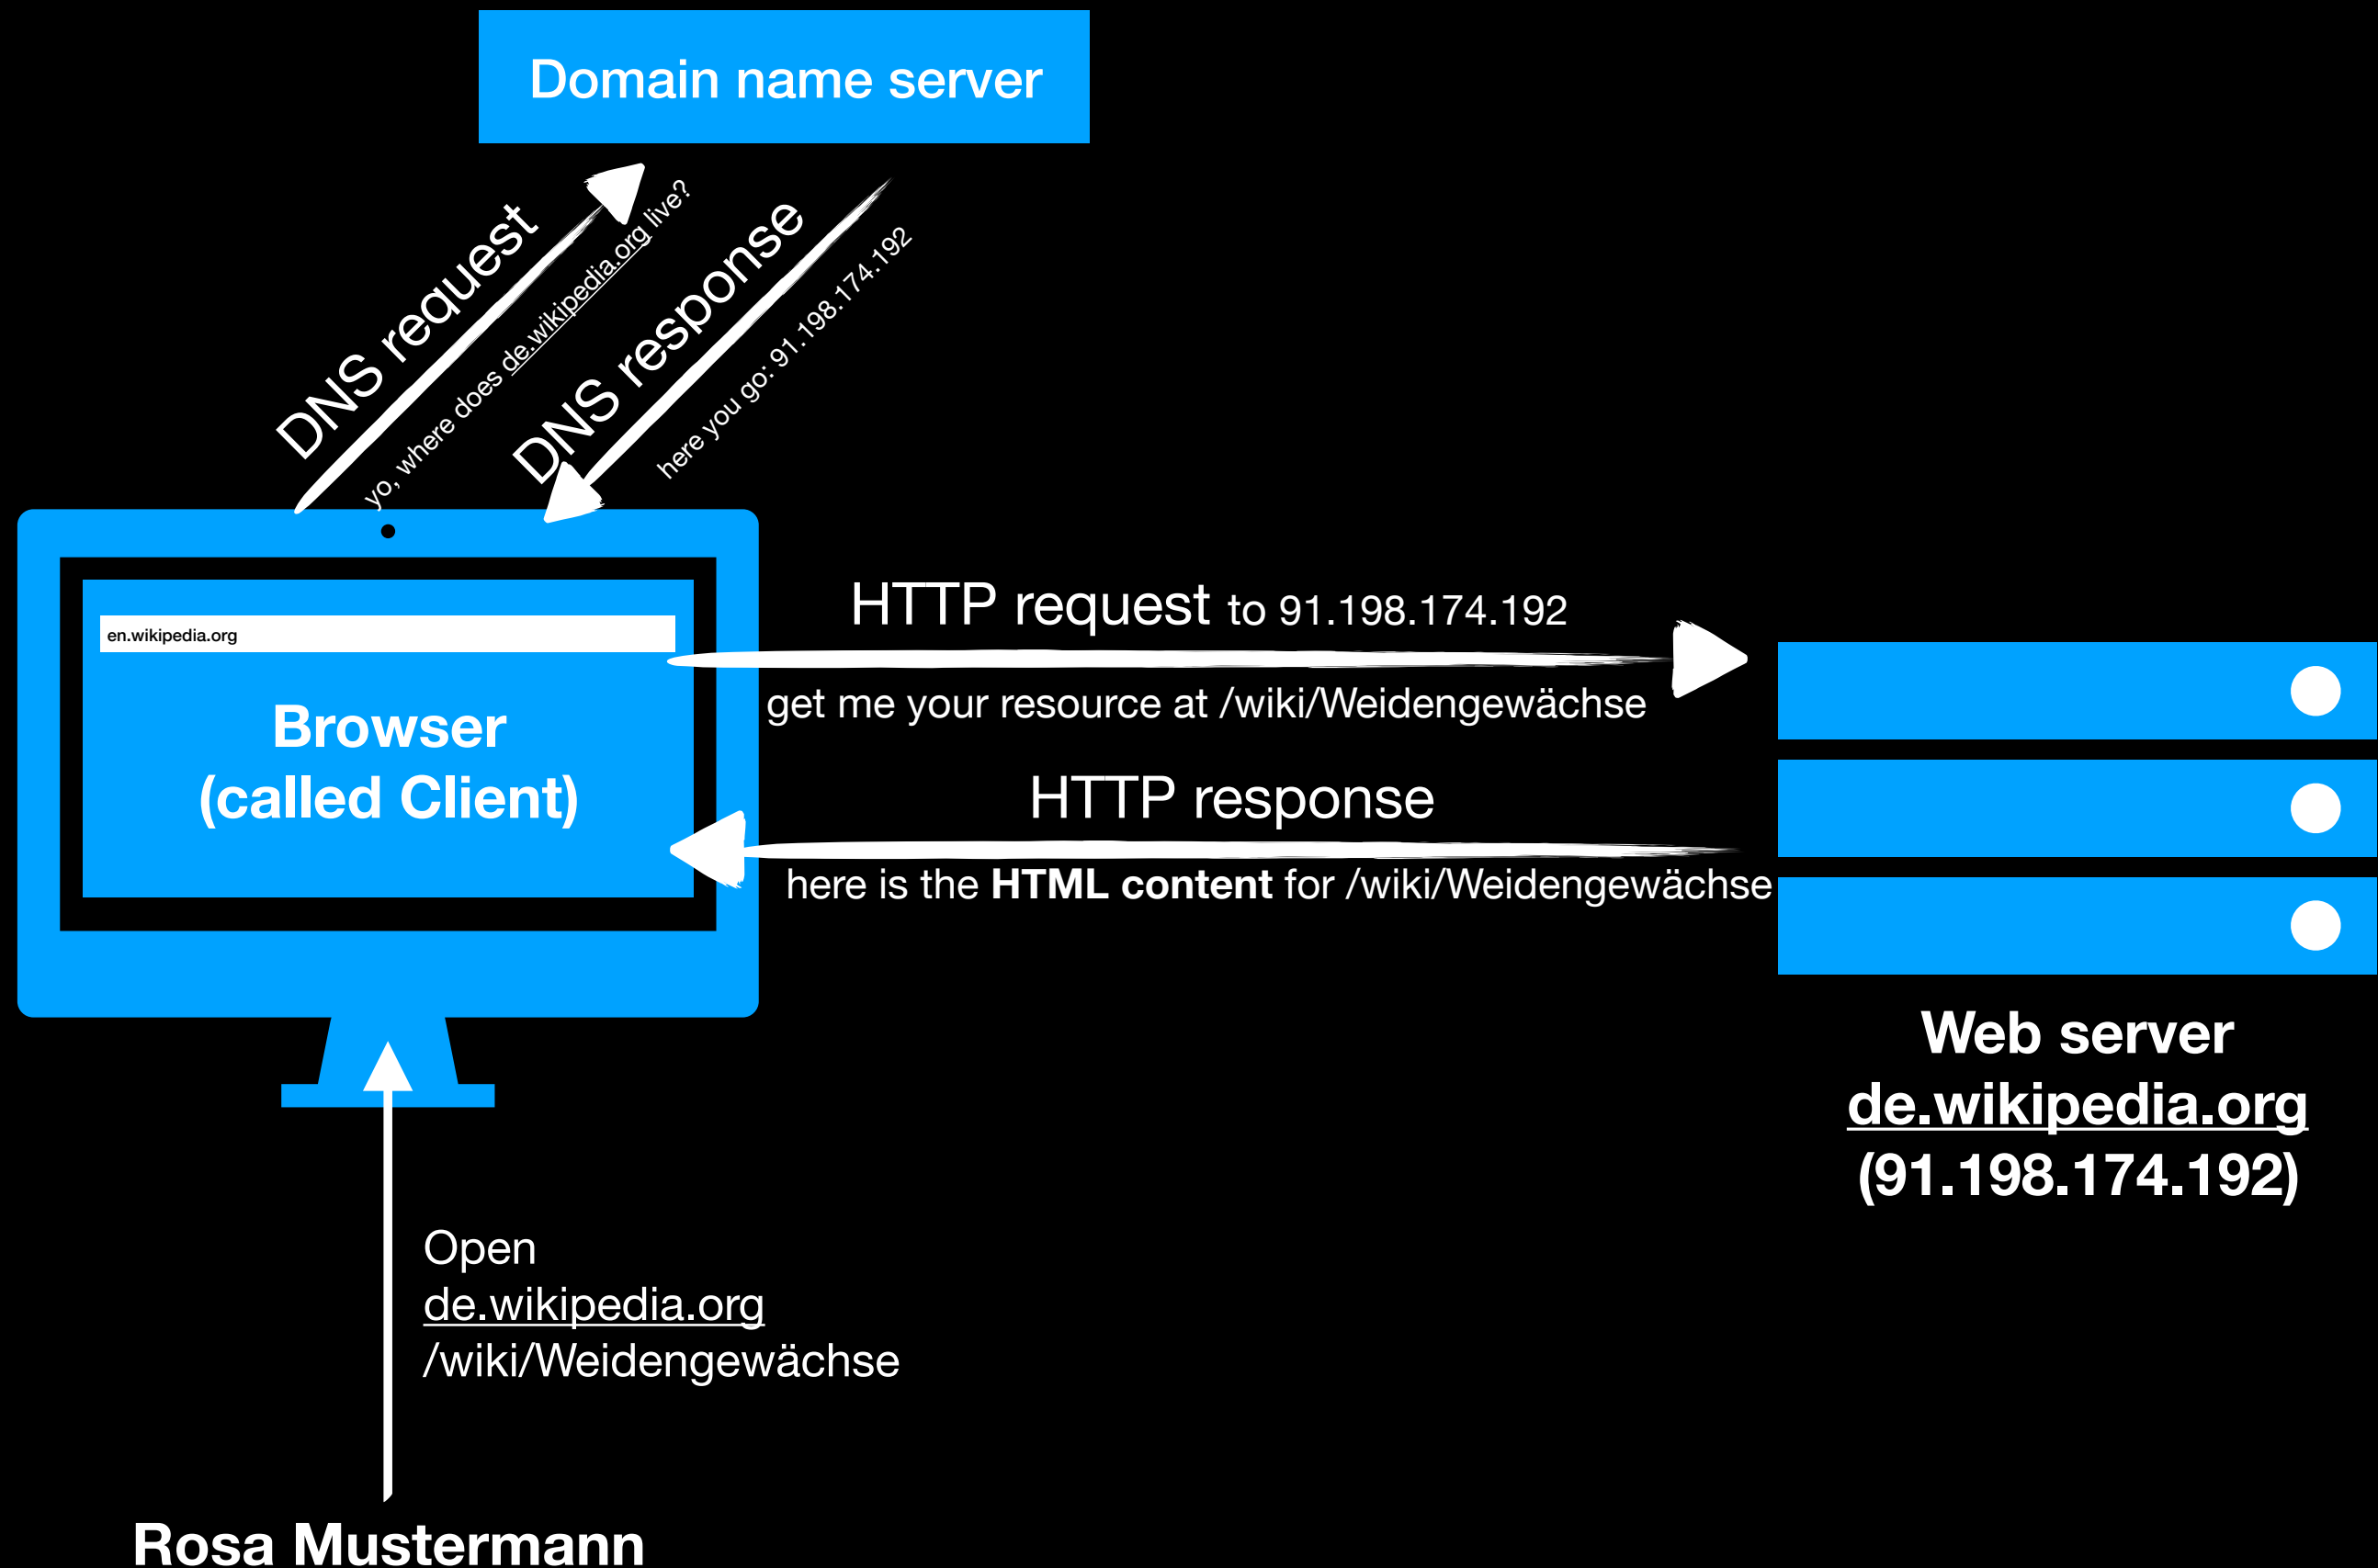 Domain name server
DNS request
yo, where does de.wikipedia.org live?
DNS response
here you go: 91.198.174.192
en.wikipedia.org
Browser
(called Client)
HTTP request to 91.198.174.192
get me your resource at /wiki/Weidengewächse
HTTP response
here is the HTML content for /wiki/Weidengewächse
Web server
de.wikipedia.org
(91.198.174.192)
Open
de.wikipedia.org
/wiki/Weidengewächse
Rosa Mustermann